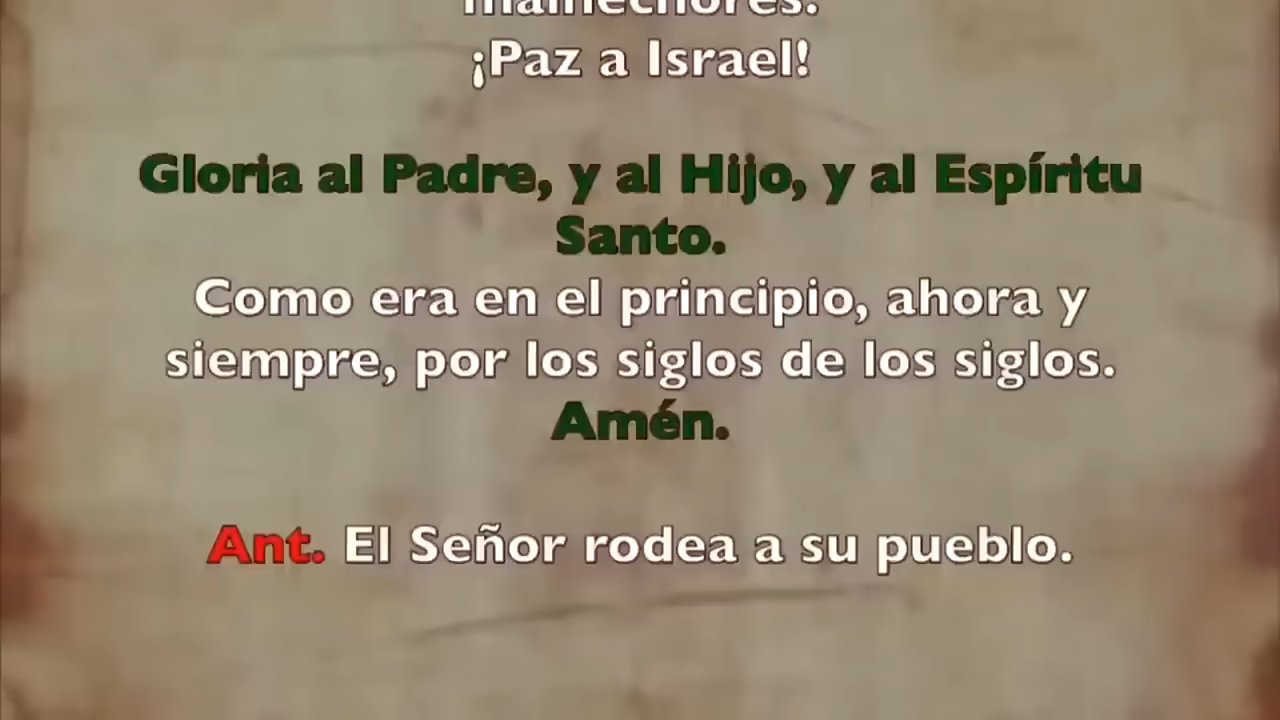 malhechores.
¡Paz a Israel!
Gloria al Padre, y al Hijo, y al Espíritu
Santo.
Como era en el principio, ahora y
siempre, por los siglos de los siglos.
Amén.
Ant. El Señor rodea a su pueblo.